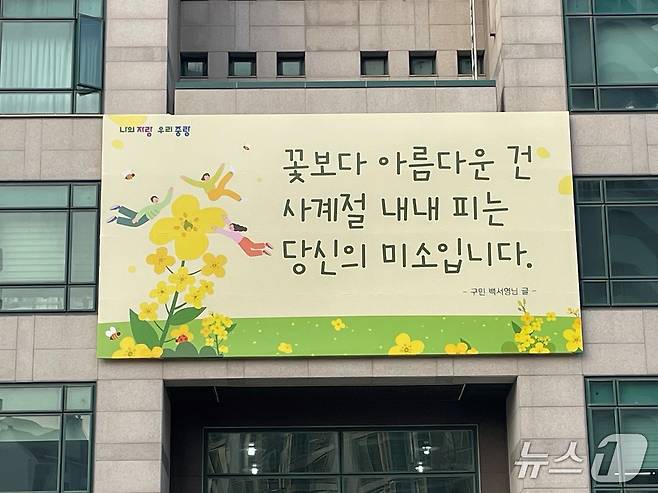 나의 자랑 우리 중랑
꽃보다 아름다운 건
사계절 내내 피는
당신의 미소입니다.
- 구민 백서영님 글 -
뉴스1